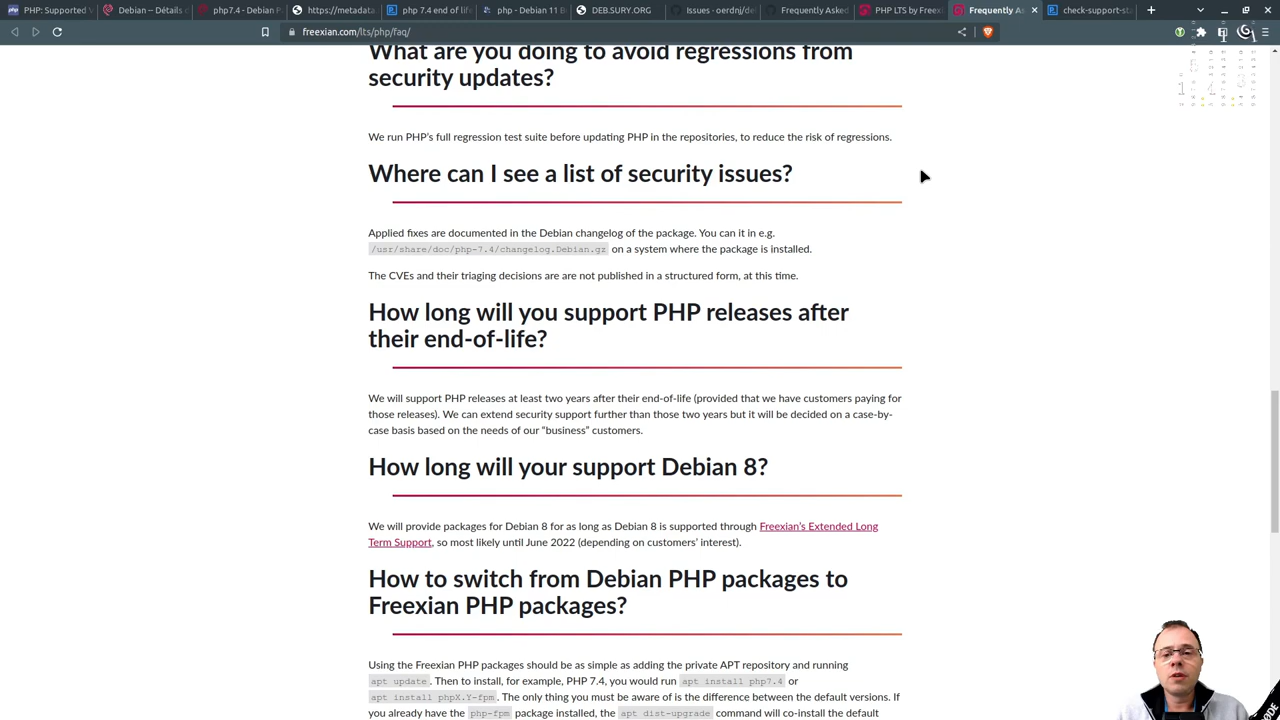 PHP: Supported V
Debian -- Détails d
php7.4 - Debian P
https://metadata
php 7.4 end of life
php - Debian 11 B
DEB.SURY.ORG
Issues · oerdnj/de
Frequently Asked
PHP LTS by Freexi
Frequently As
check-support-sta
freexian.com/lts/php/faq/
What are you doing to avoid regressions from
security updates?
We run PHP's full regression test suite before updating PHP in the repositories, to reduce the risk of regressions.
Where can I see a list of security issues?
Applied fixes are documented in the Debian changelog of the package. You can it in e.g.
/usr/share/doc/php-7.4/changelog.Debian.gz on a system where the package is installed.
The CVEs and their triaging decisions are are not published in a structured form, at this time.
How long will you support PHP releases after
their end-of-life?
We will support PHP releases at least two years after their end-of-life (provided that we have customers paying for
those releases). We can extend security support further than those two years but it will be decided on a case-by-
case basis based on the needs of our “business” customers.
How long will your support Debian 8?
We will provide packages for Debian 8 for as long as Debian 8 is supported through Freexian's Extended Long
Term Support, so most likely until June 2022 (depending on customers' interest).
How to switch from Debian PHP packages to
Freexian PHP packages?
Using the Freexian PHP packages should be as simple as adding the private APT repository and running
apt update. Then to install, for example, PHP 7.4, you would run apt install php7.4 or
apt install phpX.Y-fpm. The only thing you must be aware of is the difference between the default versions. If
you already have the php-fpm package installed, the apt dist-upgrade command will co-install the default